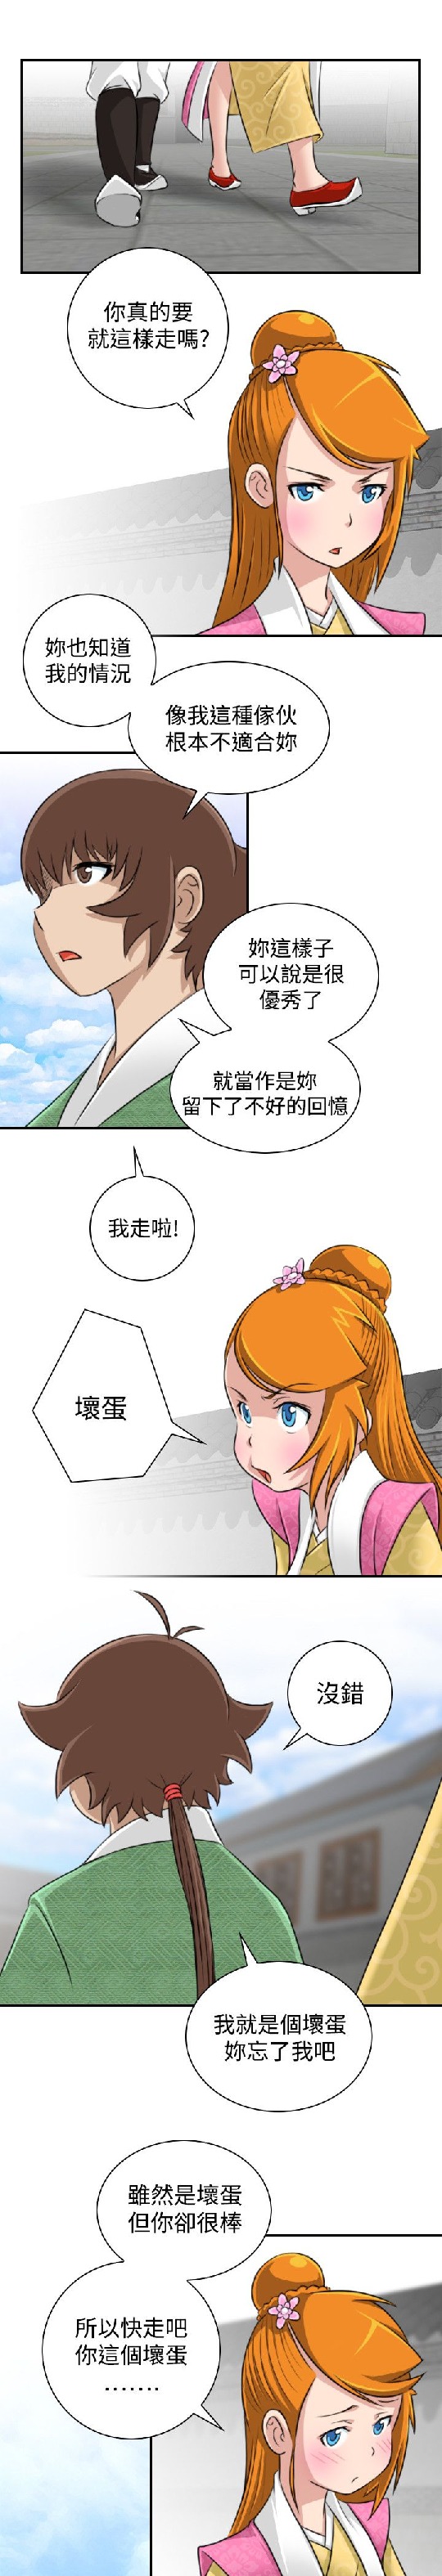 你真的要
就這樣走嗎?
妳也知道
我的情況
像我這種傢伙
根本不適合妳
妳這樣子
可以說是很
優秀了
就當作是妳
留下了不好的回憶
我走啦!
壞蛋
沒錯
我就是個壞蛋
妳忘了我吧
雖然是壞蛋
但你卻很棒
所以快走吧
你這個壞蛋
.......